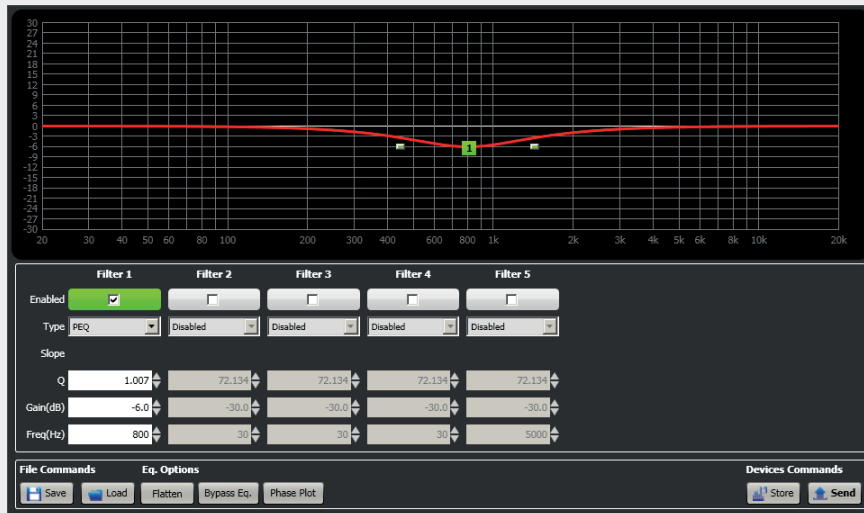 30
27
24
21
18
15
12
9
6
3
0
-3
-6
-9
-12
-15
-18
-21
-24
-27
-30
1
20 30 40 50 60 80 100 200 300 400 600 800 1k 2k 3k 4k 5k 6k 8k 10k 20k
Filter 1 Filter 2 Filter 3 Filter 4 Filter 5
Enabled
Type PEQ Disabled Disabled Disabled Disabled
Slope
Q 1.007 72.134 72.134 72.134 72.134
Gain(dB) -6.0 -30.0 -30.0 -30.0 -30.0
Freq(Hz) 800 30 30 30 5000
File Commands Eq. Options Devices Commands
Save Load Flatten Bypass Eq. Phase Plot Store Send